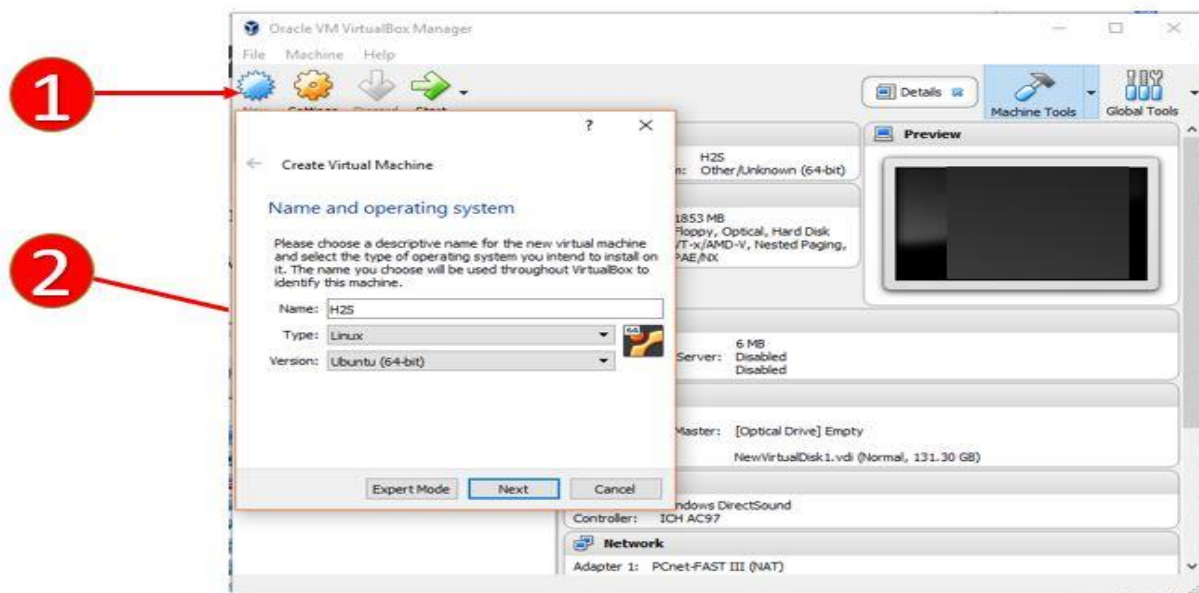 Oracle VM VirtualBox Manager
File Machine Help
1
Details
Machine Tools
Global Tools
? ×
Preview
Create Virtual Machine
H2S
Other/Unknown (64-bit)
Name and operating system
1853 MB
Floppy, Optical, Hard Disk
VT-x/AMD-V, Nested Paging,
PAE/NX
2
Please choose a descriptive name for the new virtual machine
and select the type of operating system you intend to install on
it. The name you choose will be used throughout VirtualBox to
identify this machine.
Name: H2S
Type: Linux
64
Version: Ubuntu (64-bit)
6 MB
Server: Disabled
Disabled
Master: [Optical Drive] Empty
NewVirtualDisk1.vdi (Normal, 131.30 GB)
Expert Mode
Next
Cancel
DirectSound
Controller: ICH AC97
Network
Adapter 1: PCnet-FAST III (NAT)